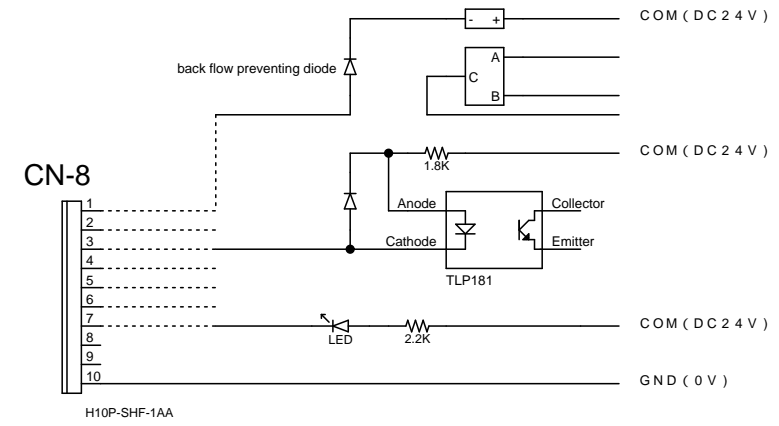 - + COM(DC24V)
back flow preventing diode
A
C
B
COM(DC24V)
1.8K
CN-8
Anode Collector
Cathode Emitter
TLP181
1
2
3
4
5
6
7
8
9
10
LED 2.2K COM(DC24V)
GND(0V)
H10P-SHF-1AA